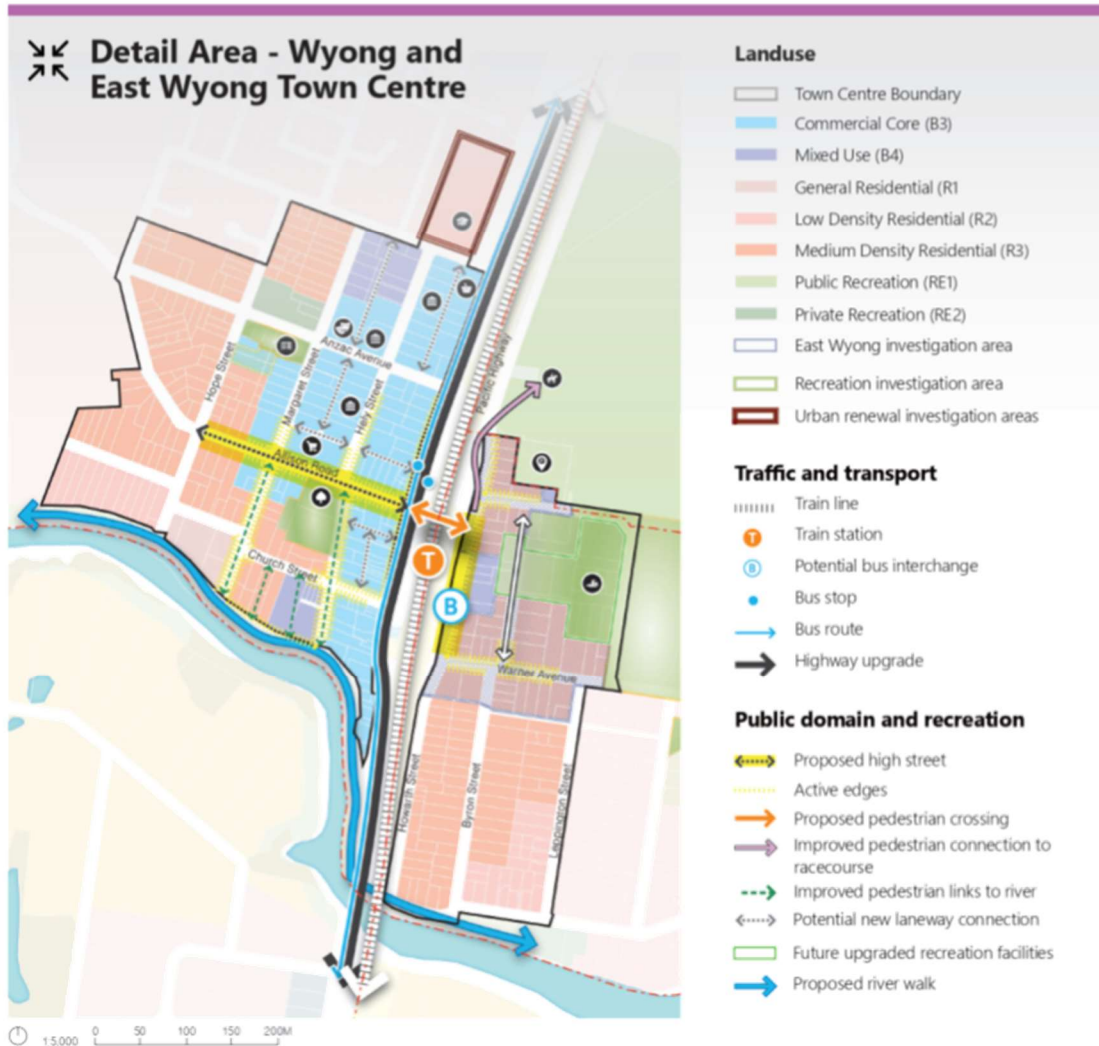 Detail Area - Wyong and
East Wyong Town Centre
Landuse
Town Centre Boundary
Commercial Core (B3)
Mixed Use (B4)
General Residential (R1
Low Density Residential (R2)
Medium Density Residential (R3)
Public Recreation (RE1)
Private Recreation (RE2)
East Wyong investigation area
Recreation investigation area
Urban renewal investigation areas
Traffic and transport
Train line
T
Train station
B
Potential bus interchange
Bus stop
Bus route
Highway upgrade
Public domain and recreation
Proposed high street
Active edges
Proposed pedestrian crossing
Improved pedestrian connection to
racecourse
Improved pedestrian links to river
Potential new laneway connection
Future upgraded recreation facilities
Proposed river walk
Pacific Highway
Anzac Avenue
Hope Street
Margaret Street
Hely Street
Allison Road
Church Street
T
B
Warner Avenue
Howarth Street
Byron Street
Leppington Street
1:5,000
0 50 100 150 200M